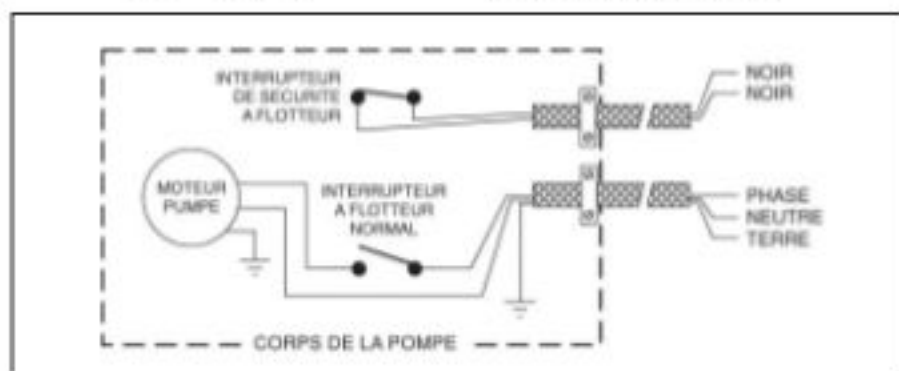 INTERRUPTEUR
DE SECURITE
A FLOTTEUR
NOIR
NOIR
MOTEUR
PUMPE
INTERRUPTEUR
A FLOTTEUR
NORMAL
PHASE
NEUTRE
TERRE
CORPS DE LA POMPE